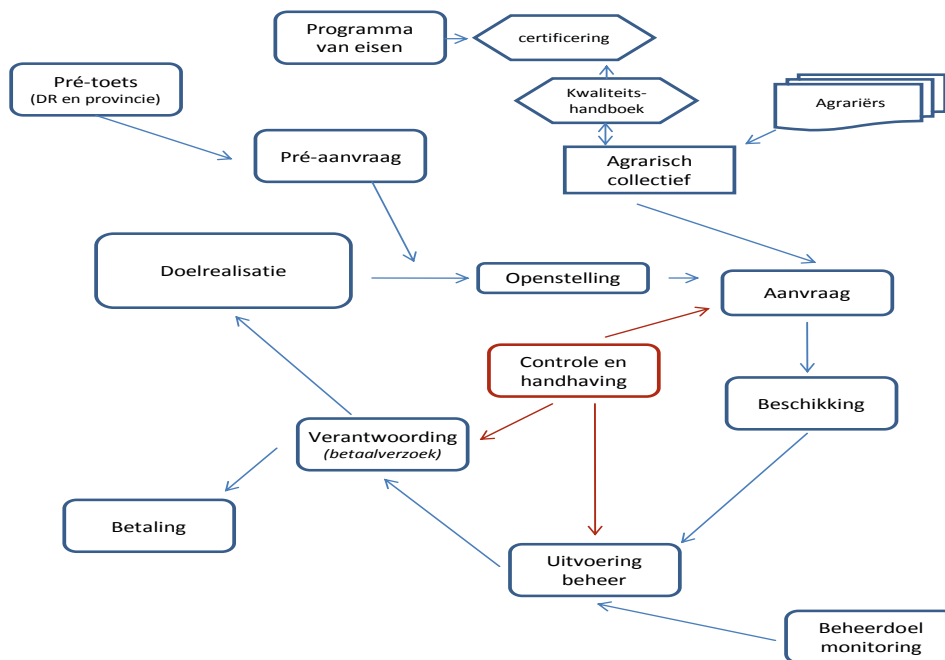 Programma
van eisen
certificering
Pré-toets
(DR en provincie)
Kwaliteits-
handboek
Agrariërs
Pré-aanvraag
Agrarisch
collectief
Doelrealisatie
Openstelling
Aanvraag
Controle en
handhaving
Beschikking
Verantwoording
(betaalverzoek)
Betaling
Uitvoering
beheer
Beheerdoel
monitoring